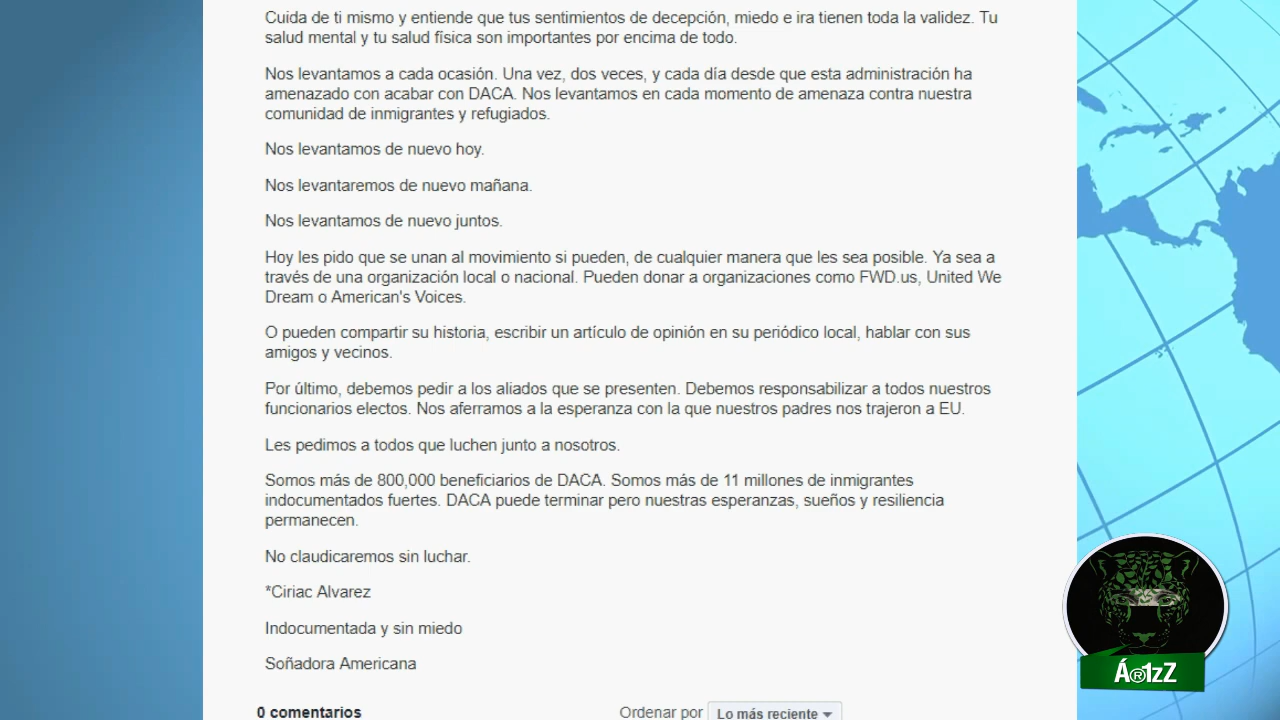 Cuida de ti mismo y entiende que tus sentimientos de decepción, miedo e ira tienen toda la validez. Tu
salud mental y tu salud física son importantes por encima de todo.
Nos levantamos a cada ocasión. Una vez, dos veces, y cada día desde que esta administración ha
amenazado con acabar con DACA. Nos levantamos en cada momento de amenaza contra nuestra
comunidad de inmigrantes y refugiados.
Nos levantamos de nuevo hoy.
Nos levantaremos de nuevo mañana.
Nos levantamos de nuevo juntos.
Hoy les pido que se unan al movimiento si pueden, de cualquier manera que les sea posible. Ya sea a
través de una organización local o nacional. Pueden donar a organizaciones como FWD.us, United We
Dream o American's Voices.
O pueden compartir su historia, escribir un artículo de opinión en su periódico local, hablar con sus
amigos y vecinos.
Por último, debemos pedir a los aliados que se presenten. Debemos responsabilizar a todos nuestros
funcionarios electos. Nos aferramos a la esperanza con la que nuestros padres nos trajeron a EU.
Les pedimos a todos que luchen junto a nosotros.
Somos más de 800,000 beneficiarios de DACA. Somos más de 11 millones de inmigrantes
indocumentados fuertes. DACA puede terminar pero nuestras esperanzas, sueños y resiliencia
permanecen.
No claudicaremos sin luchar.
*Ciriac Alvarez
Indocumentada y sin miedo
Soñadora Americana
0 comentarios
Ordenar por Lo más reciente
Á®1zZ